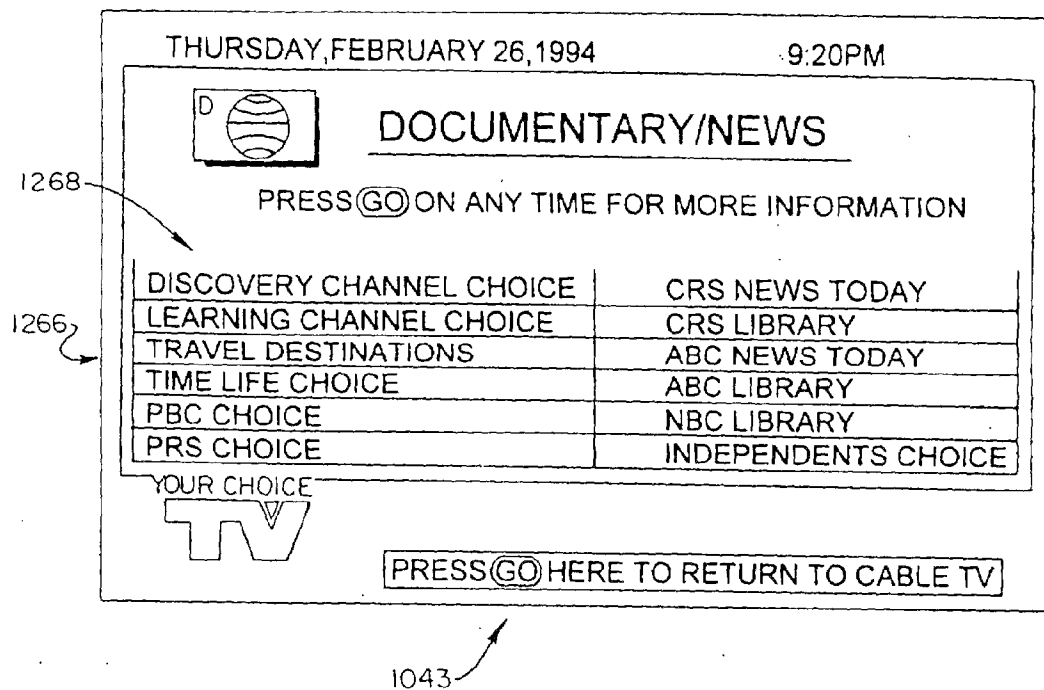 THURSDAY,FEBRUARY 26,1994 9:20PM
D
DOCUMENTARY/NEWS
1268
PRESS GO ON ANY TIME FOR MORE INFORMATION
DISCOVERY CHANNEL CHOICE CRS NEWS TODAY
LEARNING CHANNEL CHOICE CRS LIBRARY
1266
TRAVEL DESTINATIONS ABC NEWS TODAY
TIME LIFE CHOICE ABC LIBRARY
PBC CHOICE NBC LIBRARY
PRS CHOICE INDEPENDENTS CHOICE
YOUR CHOICE
TV
PRESS GO HERE TO RETURN TO CABLE TV
1043